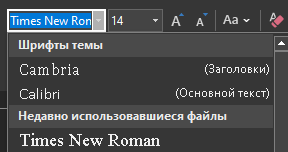 Times New Ron 14 A A Aa A
Шрифты темы
Cambria (Заголовки)
Calibri (Основной текст)
Недавно использовавшиеся файлы
Times New Roman